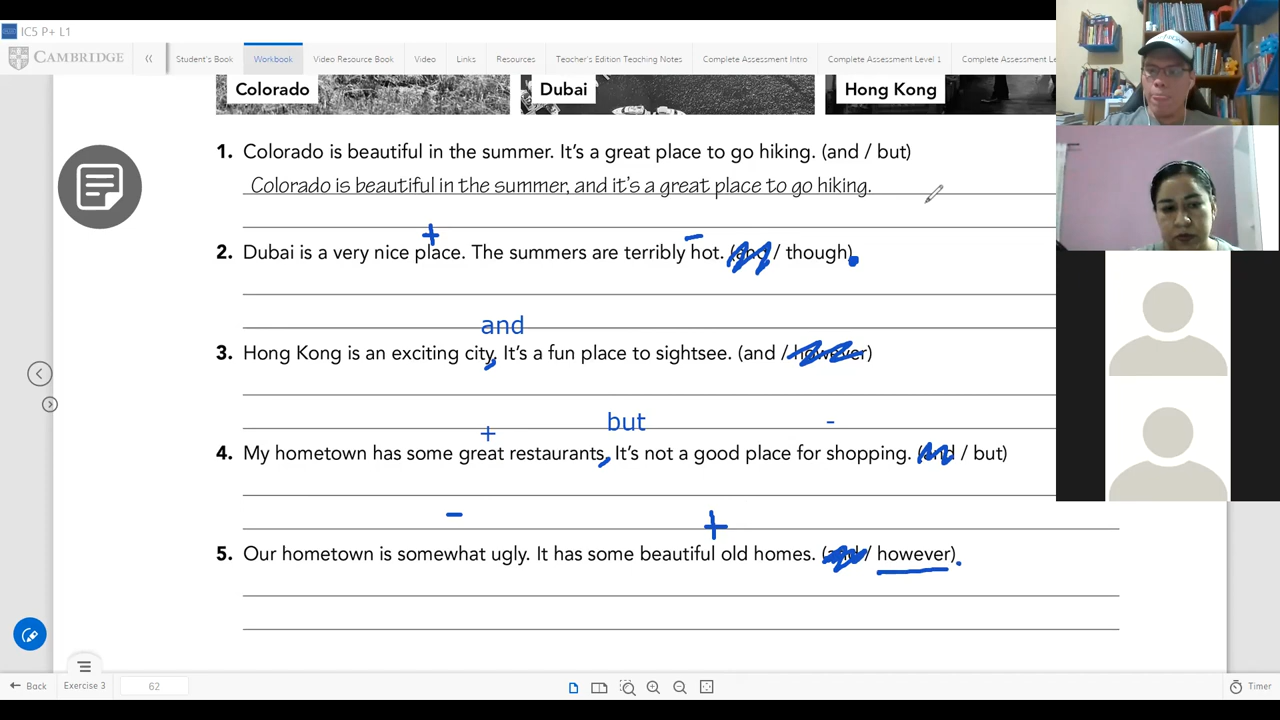 IC5 P+ L1
CAMBRIDGE Student's Book Workbook Video Resource Book Video Links Resources Teacher's Edition Teaching Notes Complete Assessment Intro Complete Assessment Level 1 Complete Assessment Le
Colorado Dubai Hong Kong
1. Colorado is beautiful in the summer. It's a great place to go hiking. (and / but)
Colorado is beautiful in the summer, and it's a great place to go hiking.
+ -
2. Dubai is a very nice place. The summers are terribly hot. (and / though).
and
3. Hong Kong is an exciting city, It's a fun place to sightsee. (and / however)
+ but -
4. My hometown has some great restaurants, It's not a good place for shopping. (and / but)
- +
5. Our hometown is somewhat ugly. It has some beautiful old homes. (and / however).
Back Exercise 3 62 Timer